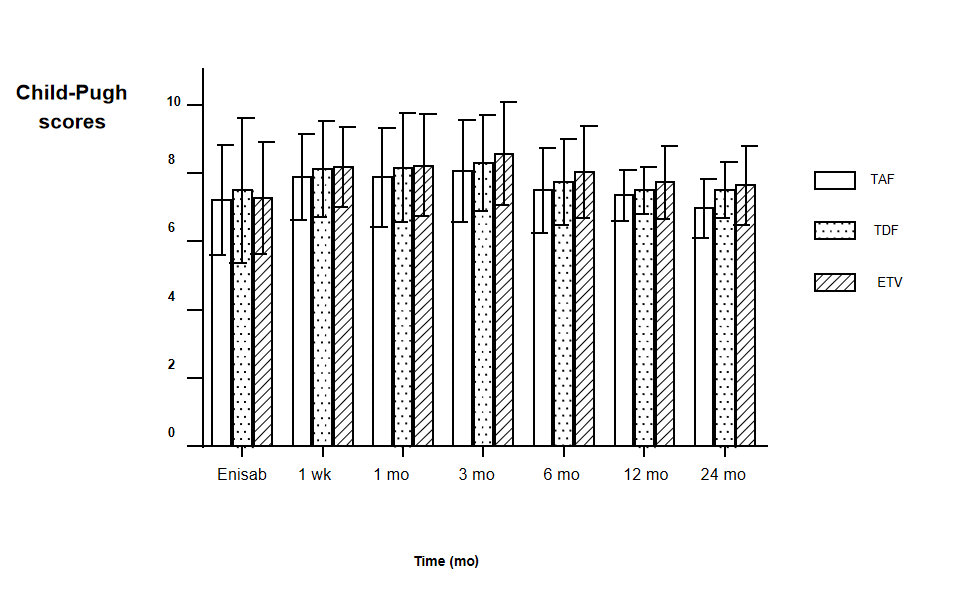 Child-Pugh
scores
10
8
6
4
2
0
Enisab 1 wk 1 mo 3 mo 6 mo 12 mo 24 mo
Time (mo)
TAF
TDF
ETV